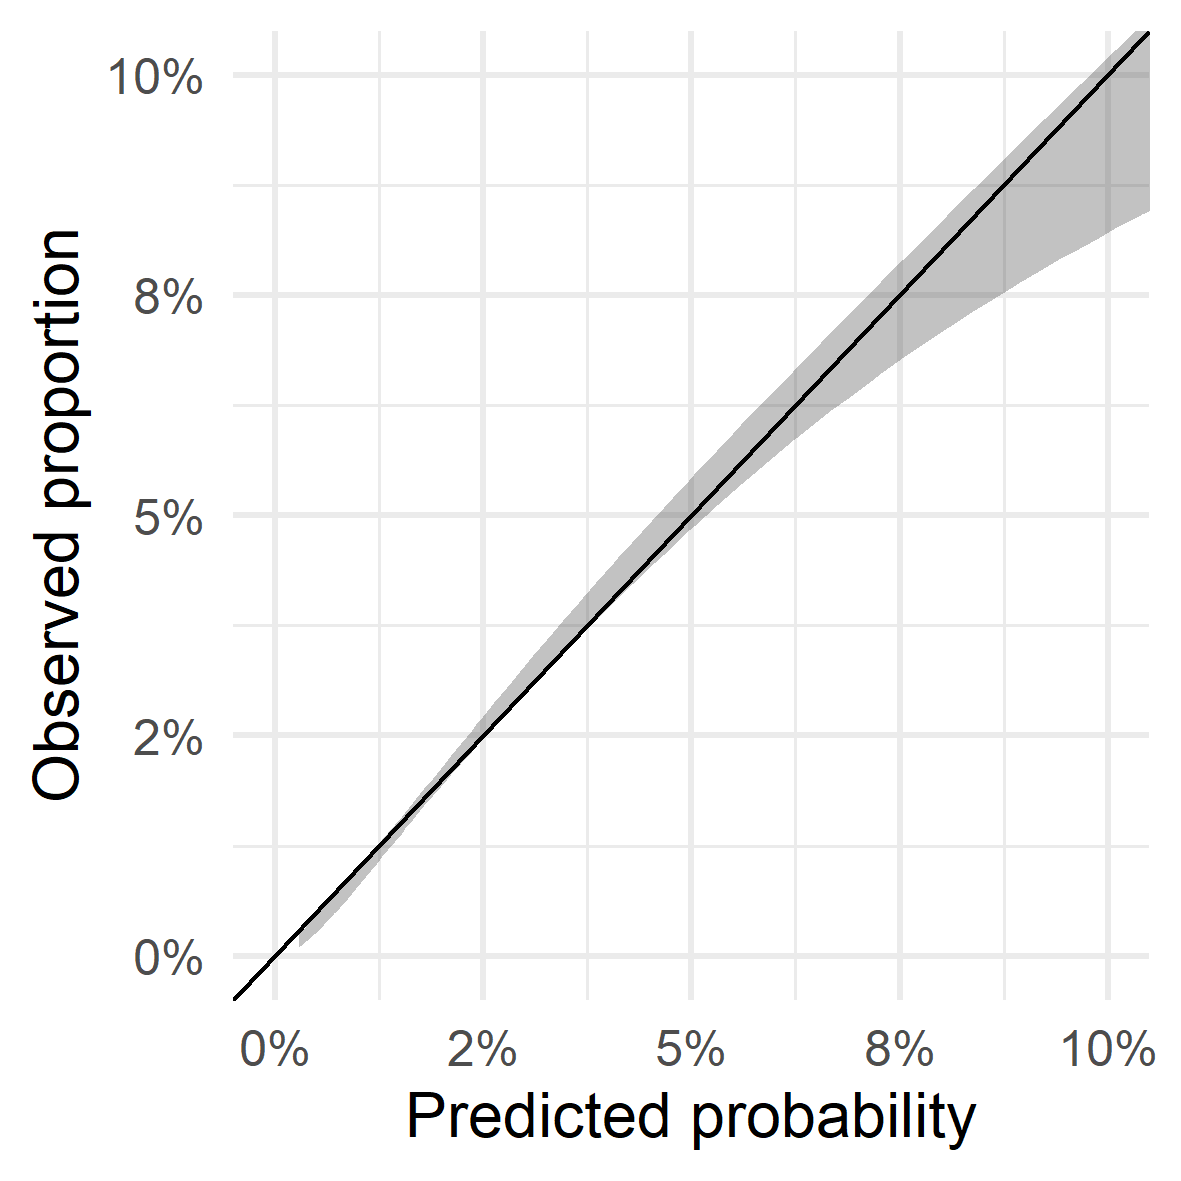 Observed proportion
10%
8%
5%
2%
0%
0% 2% 5% 8% 10%
Predicted probability